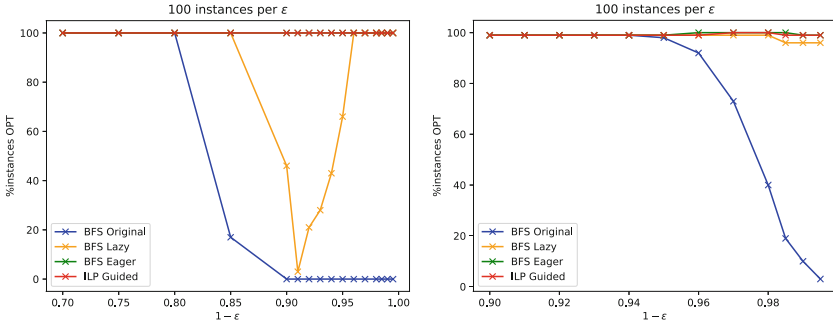 100 instances per ε
%instances OPT
100
80
60
40
20
0
BFS Original
BFS Lazy
BFS Eager
ILP Guided
0.70 0.75 0.80 0.85 0.90 0.95 1.00
1 − ε
100 instances per ε
%instances OPT
100
80
60
40
20
0
BFS Original
BFS Lazy
BFS Eager
ILP Guided
0.90 0.92 0.94 0.96 0.98
1 − ε